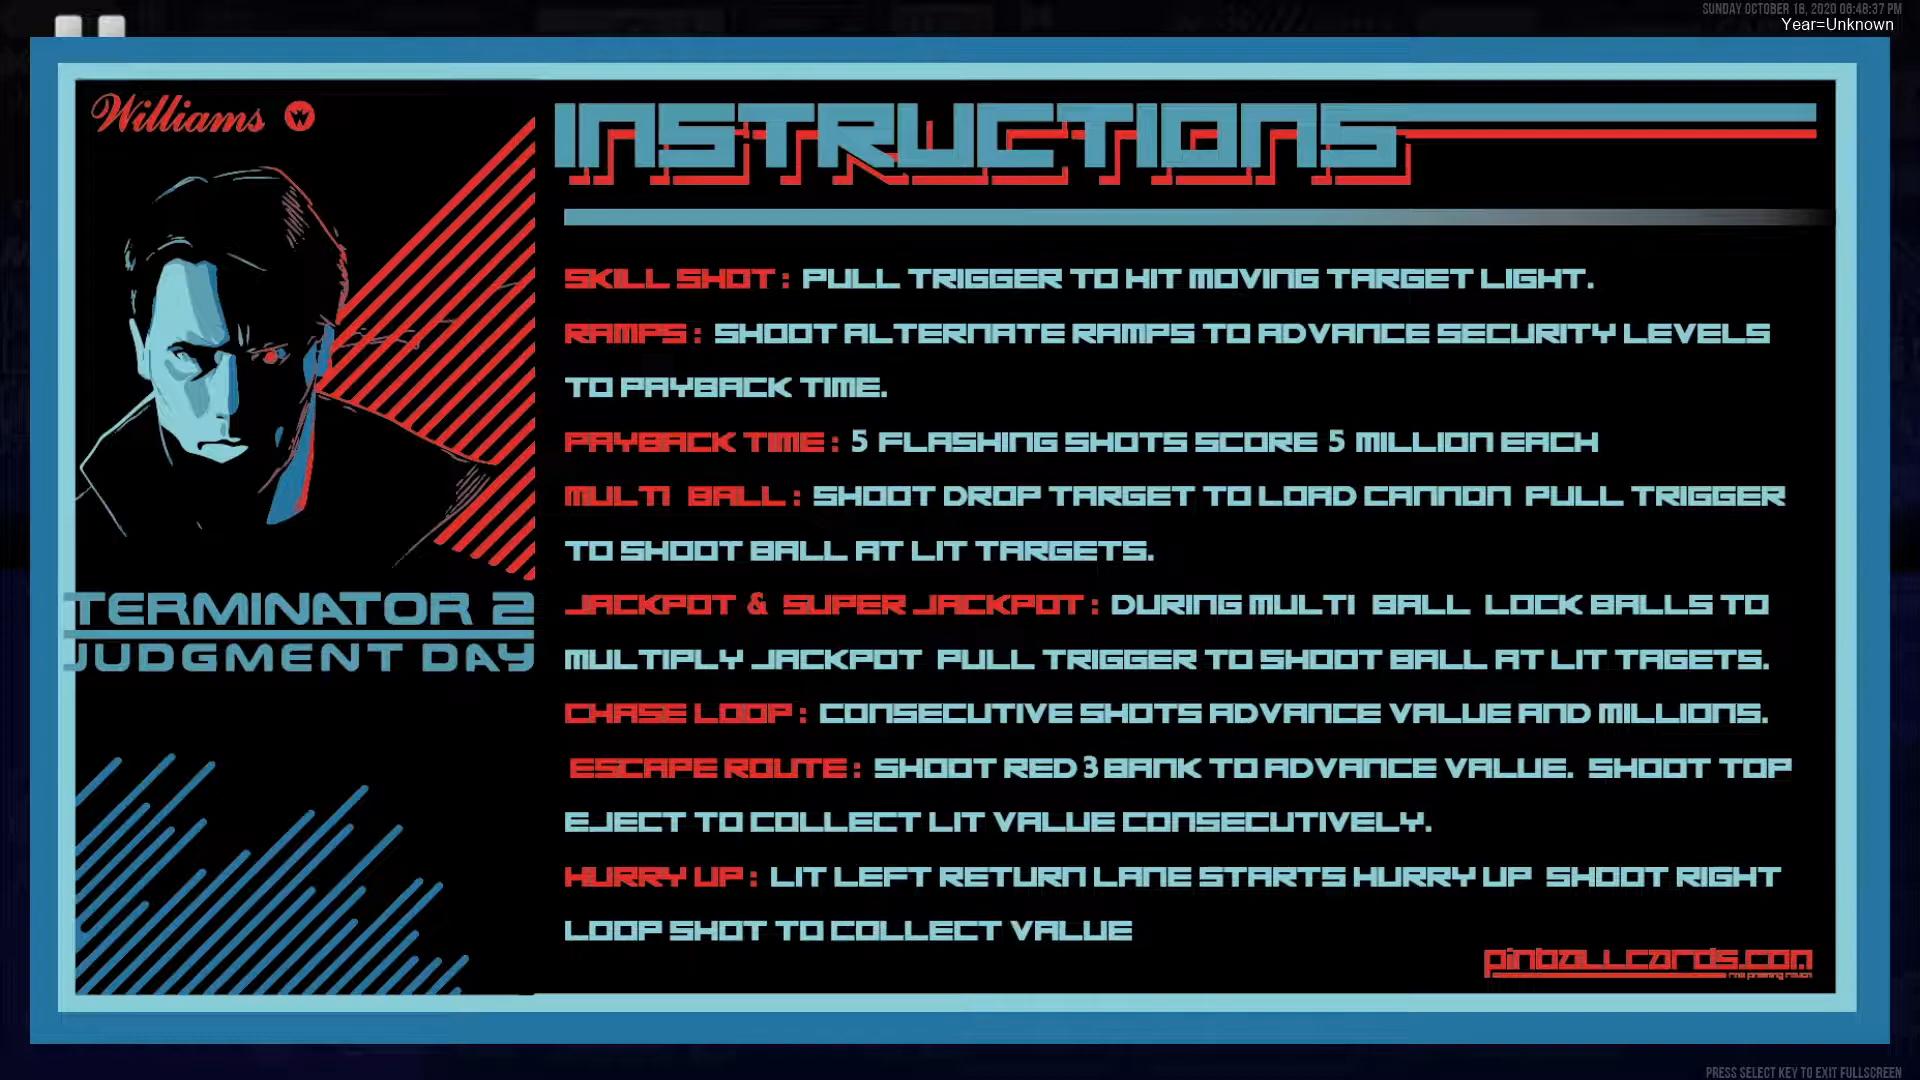 SUNDAY OCTOBER 18, 2020 06:48:37 PM
Year=Unknown
Williams
INSTRUCTIONS
SKILL SHOT : PULL TRIGGER TO HIT MOVING TARGET LIGHT.
RAMPS : SHOOT ALTERNATE RAMPS TO ADVANCE SECURITY LEVELS
TO PAYBACK TIME.
PAYBACK TIME : 5 FLASHING SHOTS SCORE 5 MILLION EACH
MULTI BALL : SHOOT DROP TARGET TO LOAD CANNON PULL TRIGGER
TO SHOOT BALL AT LIT TARGETS.
JACKPOT & SUPER JACKPOT : DURING MULTI BALL LOCK BALLS TO
MULTIPLY JACKPOT PULL TRIGGER TO SHOOT BALL AT LIT TAGETS.
CHASE LOOP : CONSECUTIVE SHOTS ADVANCE VALUE AND MILLIONS.
ESCAPE ROUTE : SHOOT RED 3 BANK TO ADVANCE VALUE. SHOOT TOP
EJECT TO COLLECT LIT VALUE CONSECUTIVELY.
HURRY UP : LIT LEFT RETURN LANE STARTS HURRY UP SHOOT RIGHT
LOOP SHOT TO COLLECT VALUE
TERMINATOR 2
JUDGMENT DAY
pinballcards.com
PRESS SELECT KEY TO EXIT FULLSCREEN